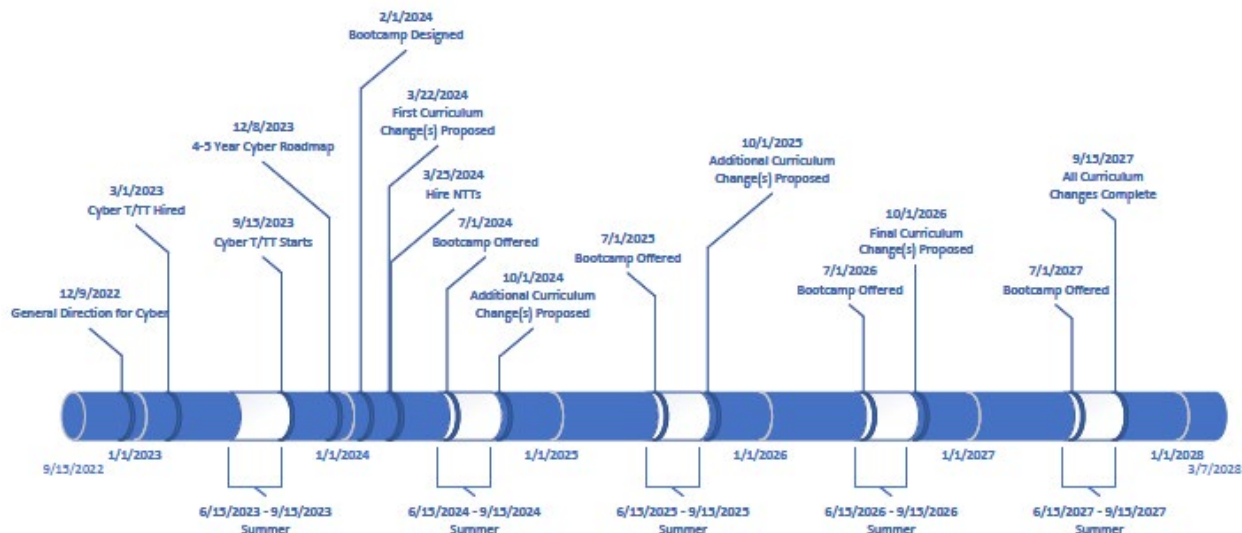 2/1/2024
Bootcamp Designed
3/22/2024
First Curriculum
Change(s) Proposed
12/8/2023
4-5 Year Cyber Roadmap
10/1/2025
Additional Curriculum
Change(s) Proposed
9/15/2027
All Curriculum
Changes Complete
3/25/2024
Hire NTTs
3/1/2023
Cyber T/TT Hired
9/15/2023
Cyber T/TT Starts
7/1/2024
Bootcamp Offered
7/1/2025
Bootcamp Offered
10/1/2026
Final Curriculum
Change(s) Proposed
12/9/2022
General Direction for Cyber
10/1/2024
Additional Curriculum
Change(s) Proposed
7/1/2026
Bootcamp Offered
7/1/2027
Bootcamp Offered
9/15/2022
1/1/2023
1/1/2024
1/1/2025
1/1/2026
1/1/2027
1/1/2028
3/7/2028
6/15/2023 - 9/15/2023
Summer
6/15/2024 - 9/15/2024
Summer
6/15/2025 - 9/15/2025
Summer
6/15/2026 - 9/15/2026
Summer
6/15/2027 - 9/15/2027
Summer